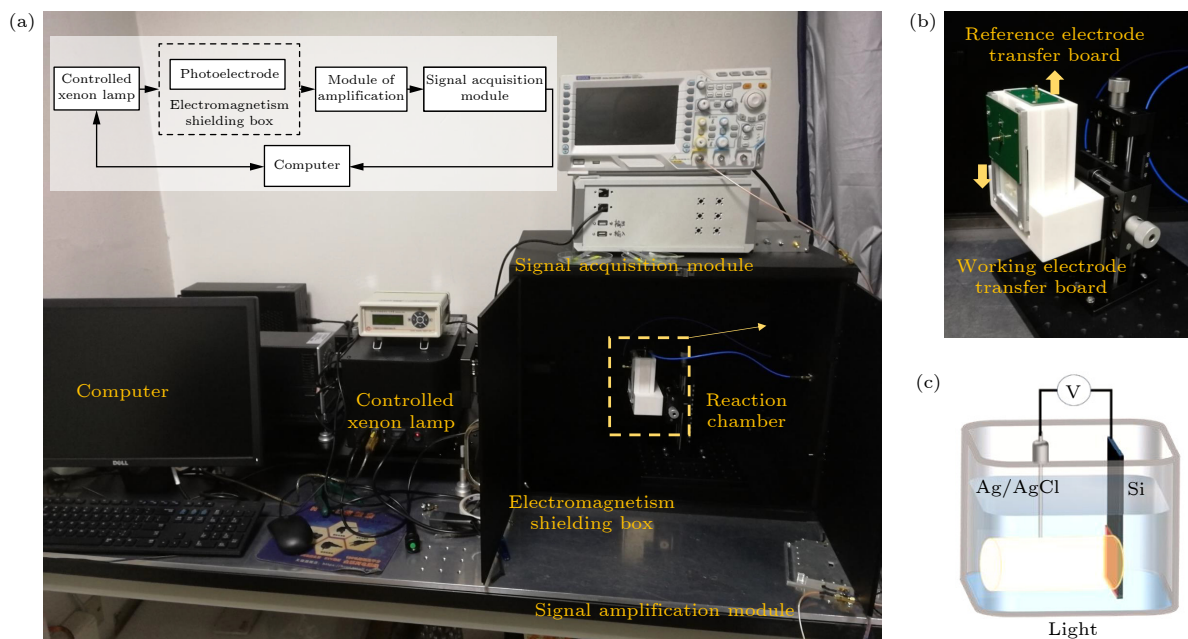 (a)
Controlled
xenon lamp
Photoelectrode
Electromagnetism
shielding box
Module of
amplification
Signal acquisition
module
Computer
Signal acquisition module
Computer
Controlled
xenon lamp
Reaction
chamber
Electromagnetism
shielding box
Signal amplification module
DELL
(b)
Reference electrode
transfer board
Working electrode
transfer board
(c)
V
Ag/AgCl
Si
Light